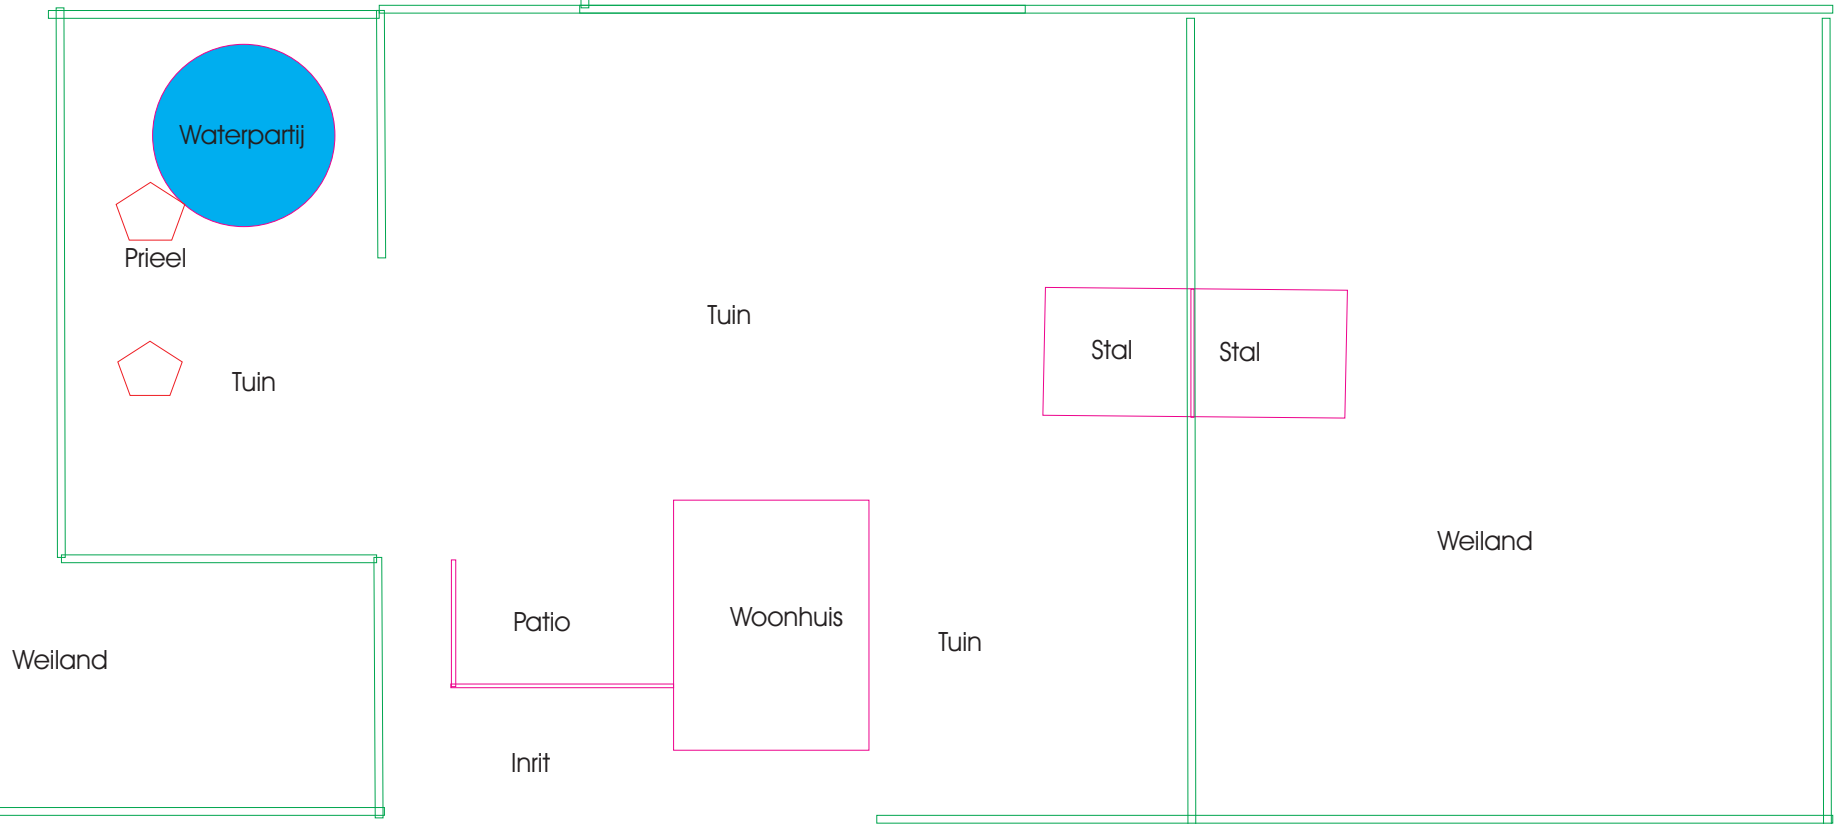 Waterpartij
Prieel
Tuin
Tuin
Stal
Stal
Weiland
Patio
Woonhuis
Tuin
Weiland
Inrit